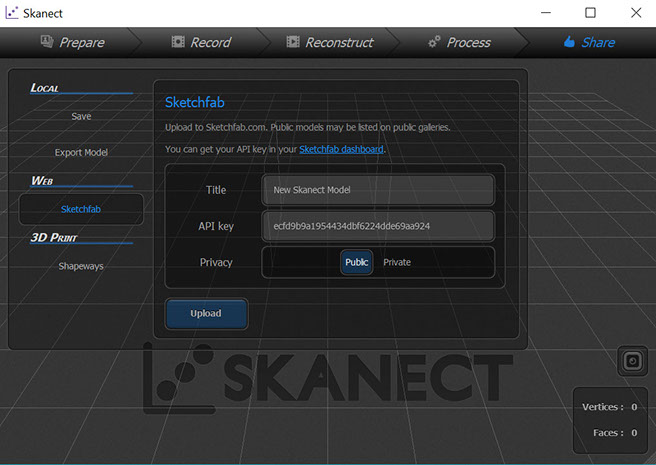 Skanect
Prepare
Record
Reconstruct
Process
Share
LOCAL
Save
Export Model
WEB
Sketchfab
3D PRINT
Shapeways
Sketchfab
Upload to Sketchfab.com. Public models may be listed on public galleries.
You can get your API key in your Sketchfab dashboard.
Title New Skanect Model
API key ecfd9b9a1954434dbf6224dde69aa924
Privacy Public Private
Upload
SKANECT
Vertices : 0
Faces : 0